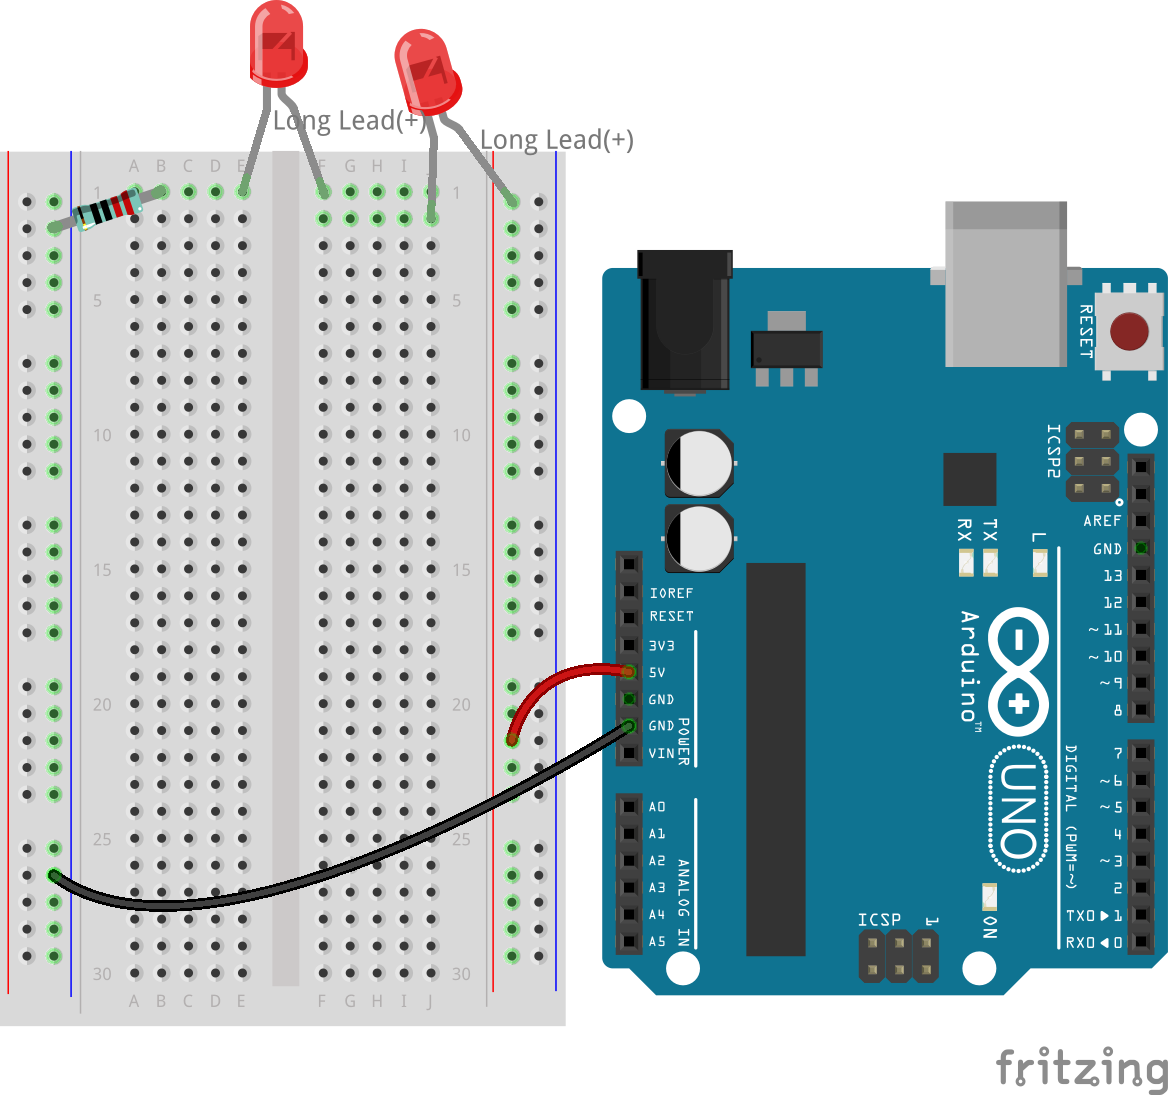 Long Lead(+)
Long Lead(+)
A B C D E F G H I
1 1
5 5
10 10
15 15
20 20
25 25
30 30
A B C D E F G H I J
RESET
ICSP2
AREF
GND
13
12
~11
~10
~9
8
7
~6
~5
4
~3
2
TX0▶1
RX0◀0
DIGITAL (PWM=~)
RX
TX
L
Arduino™
UNO
IOREF
RESET
3V3
5V
GND
GND
VIN
POWER
A0
A1
A2
A3
A4
A5
ANALOG IN
ICSP
1
ON
fritzing